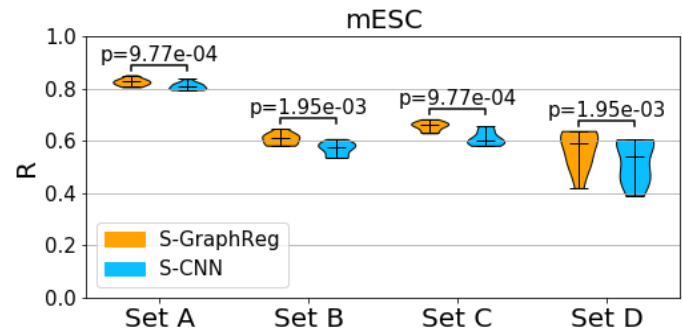 mESC
1.0
0.8
0.6
0.4
0.2
0.0
R
p=9.77e-04
p=1.95e-03
p=9.77e-04
p=1.95e-03
S-GraphReg
S-CNN
Set A Set B Set C Set D